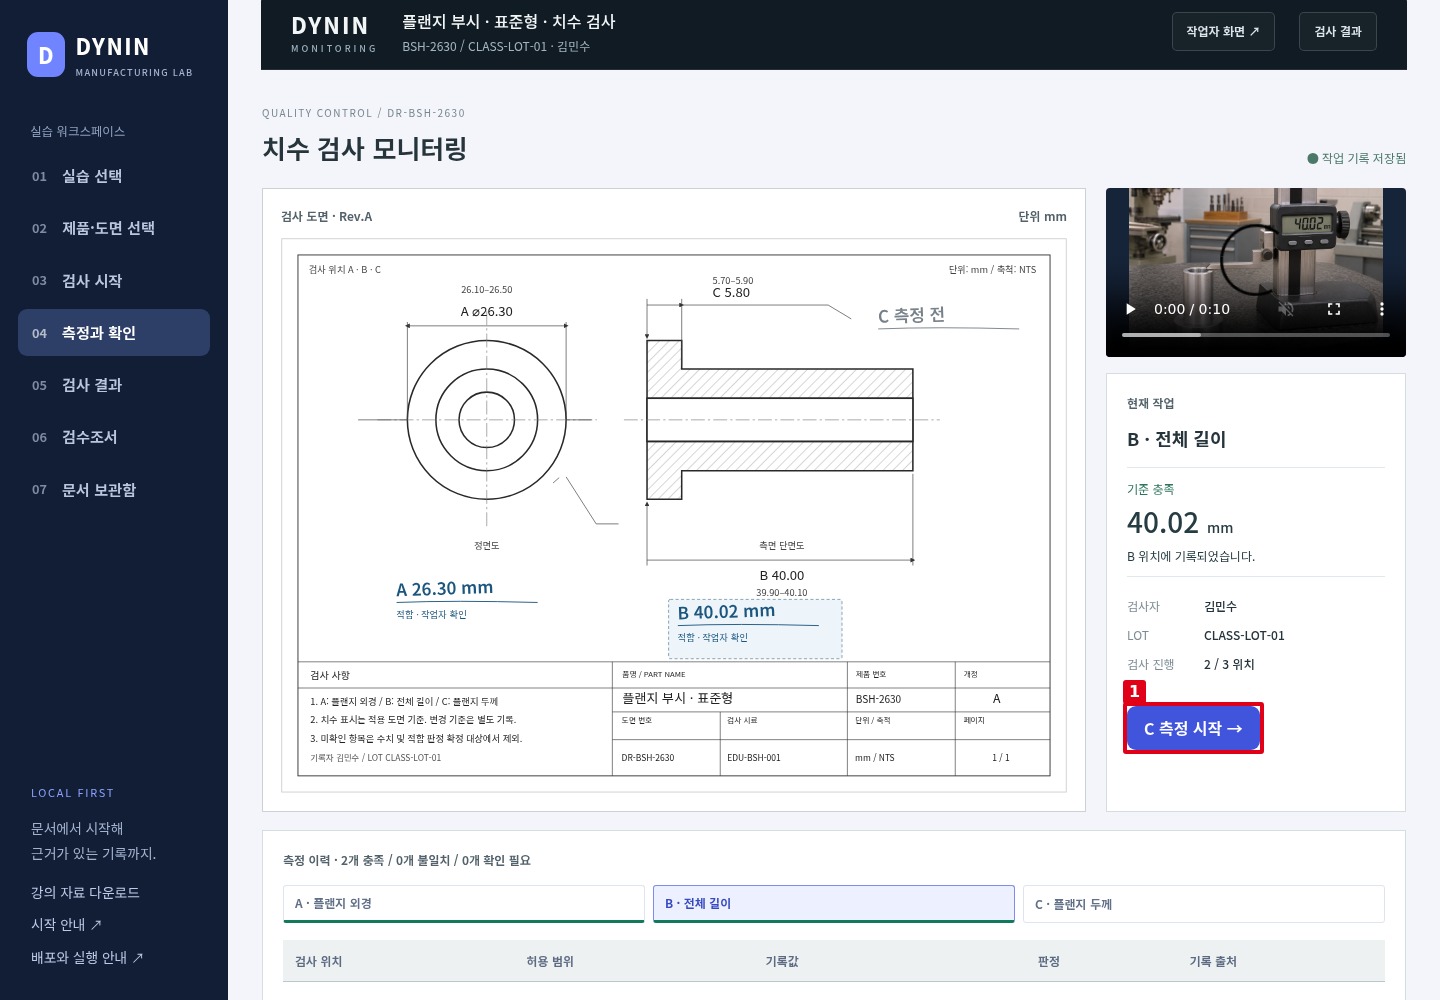 D
DYNIN
MANUFACTURING LAB
실습 워크스페이스
01 실습 선택
02 제품·도면 선택
03 검사 시작
04 측정과 확인
05 검사 결과
06 검수조서
07 문서 보관함
LOCAL FIRST
문서에서 시작해
근거가 있는 기록까지.
강의 자료 다운로드
시작 안내 ↗
배포와 실행 안내 ↗
DYNIN
MONITORING
플랜지 부시 · 표준형 · 치수 검사
BSH-2630 / CLASS-LOT-01 · 김민수
작업자 화면 ↗
검사 결과
QUALITY CONTROL / DR-BSH-2630
치수 검사 모니터링
작업 기록 저장됨
검사 도면 · Rev.A
단위 mm
검사 위치 A · B · C
단위: mm / 축척: NTS
26.10–26.50
A ⌀26.30
5.70–5.90
C 5.80
C 측정 전
정면도
측면 단면도
B 40.00
39.90–40.10
A 26.30 mm
적합 · 작업자 확인
B 40.02 mm
적합 · 작업자 확인
검사 사항
1. A: 플랜지 외경 / B: 전체 길이 / C: 플랜지 두께
2. 치수 표시는 적용 도면 기준. 변경 기준은 별도 기록.
3. 미확인 항목은 수치 및 적합 판정 확정 대상에서 제외.
기록자 김민수 / LOT CLASS-LOT-01
품명 / PART NAME
제품 번호
개정
플랜지 부시 · 표준형
BSH-2630
A
도면 번호
검사 시료
단위 / 축척
페이지
DR-BSH-2630
EDU-BSH-001
mm / NTS
1 / 1
40.02
0:00 / 0:10
현재 작업
B · 전체 길이
기준 충족
40.02 mm
B 위치에 기록되었습니다.
검사자 김민수
LOT CLASS-LOT-01
검사 진행 2 / 3 위치
1
C 측정 시작 →
측정 이력 · 2개 충족 / 0개 불일치 / 0개 확인 필요
A · 플랜지 외경
B · 전체 길이
C · 플랜지 두께
검사 위치
허용 범위
기록값
판정
기록 출처